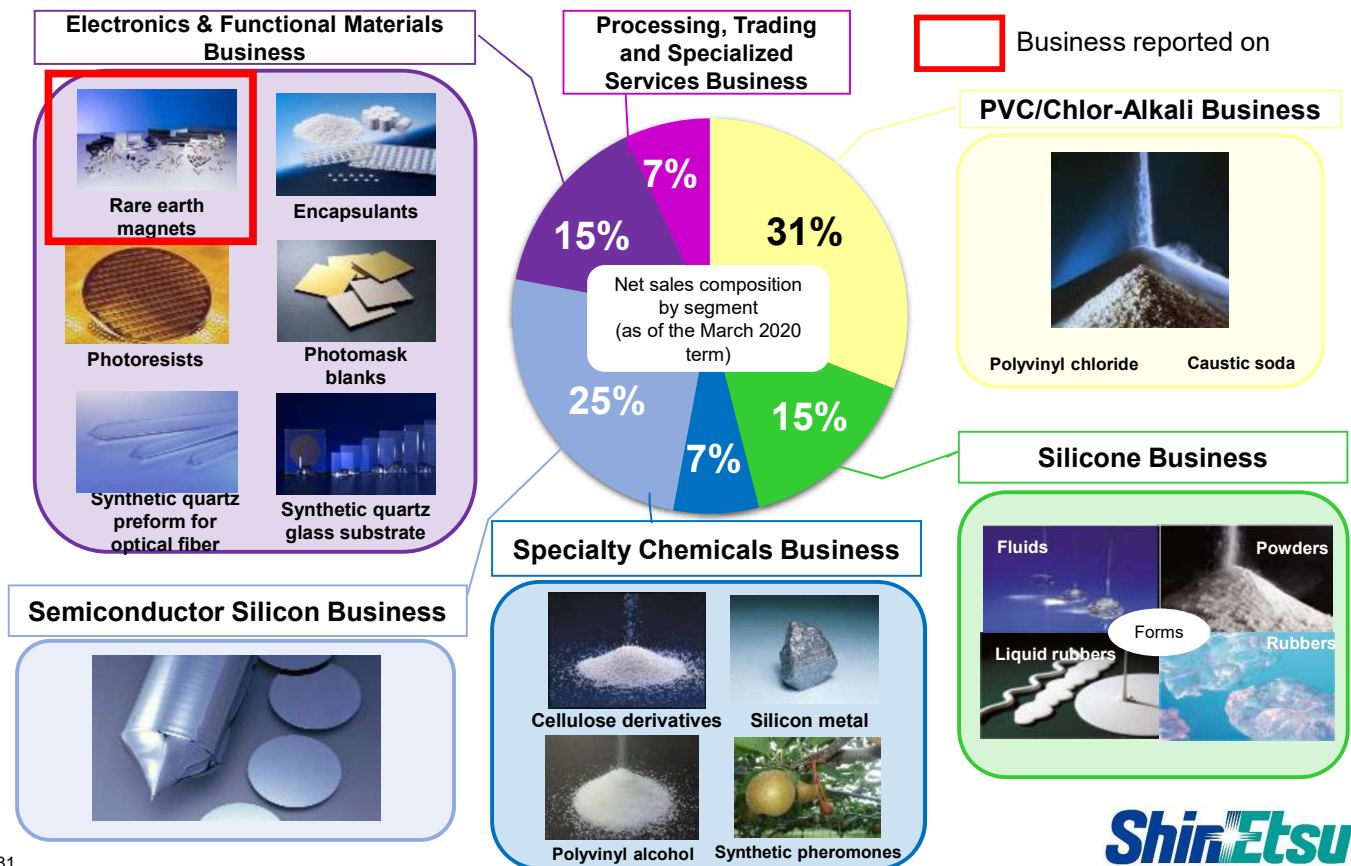 Electronics & Functional Materials
Business
Rare earth
magnets
Encapsulants
Photoresists
Photomask
blanks
Synthetic quartz
preform for
optical fiber
Synthetic quartz
glass substrate
Processing, Trading
and Specialized
Services Business
Business reported on
PVC/Chlor-Alkali Business
Polyvinyl chloride
Caustic soda
7%
15%
31%
Net sales composition
by segment
(as of the March 2020
term)
25%
15%
7%
Silicone Business
Fluids
Powders
Forms
Liquid rubbers
Rubbers
Specialty Chemicals Business
Cellulose derivatives
Silicon metal
Polyvinyl alcohol
Synthetic pheromones
Semiconductor Silicon Business
ShinEtsu
31